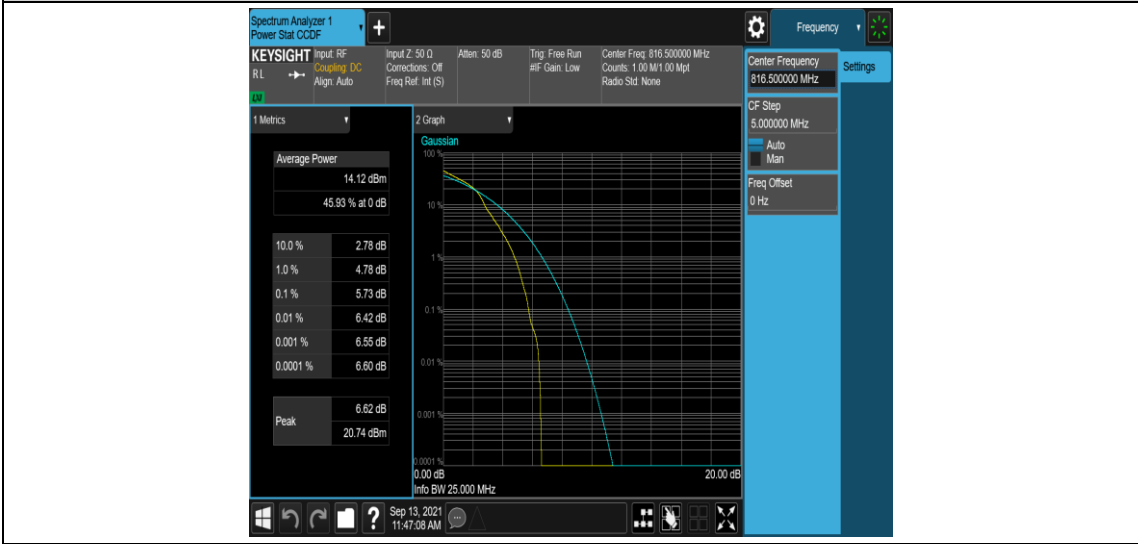 Spectrum Analyzer 1
Power Stat CCDF
+
Frequency
KEYSIGHT
R L
LXI
Input: RF
Coupling: DC
Align: Auto
Input Z: 50 Ω
Corrections: Off
Freq Ref: Int (S)
Atten: 50 dB
Trig: Free Run
#IF Gain: Low
Center Freq: 816.500000 MHz
Counts: 1.00 M/1.00 Mpt
Radio Std: None
Center Frequency
816.500000 MHz
Settings
CF Step
5.000000 MHz
Auto
Man
Freq Offset
0 Hz
1 Metrics
Average Power
14.12 dBm
45.93 % at 0 dB
10.0 % 2.78 dB
1.0 % 4.78 dB
0.1 % 5.73 dB
0.01 % 6.42 dB
0.001 % 6.55 dB
0.0001 % 6.60 dB
Peak
6.62 dB
20.74 dBm
2 Graph
Gaussian
100 %
10 %
1 %
0.1 %
0.01 %
0.001 %
0.0001 %
0.00 dB 20.00 dB
Info BW 25.000 MHz
?
Sep 13, 2021
11:47:08 AM